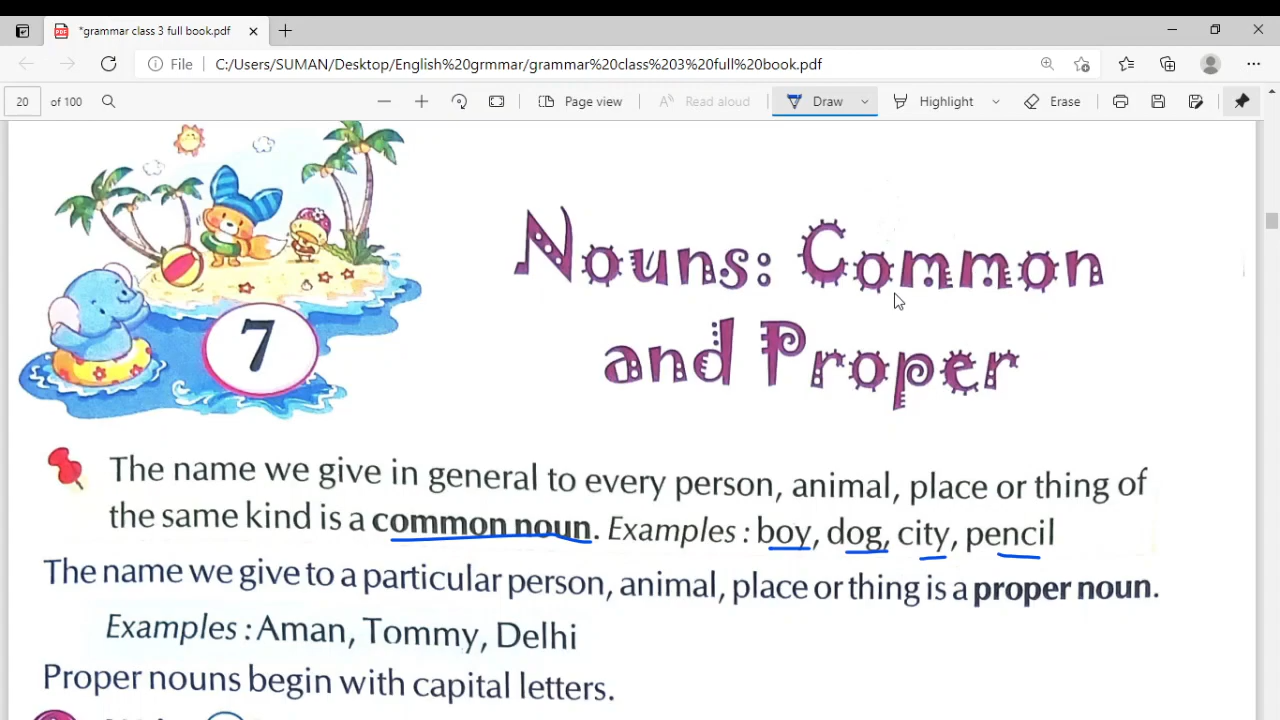 *grammar class 3 full book.pdf
File C:/Users/SUMAN/Desktop/English%20grmmar/grammar%20class%203%20full%20book.pdf
20 of 100 Page view Read aloud Draw Highlight Erase
Nouns: Common
and Proper
7
The name we give in general to every person, animal, place or thing of
the same kind is a common noun. Examples : boy, dog, city, pencil
The name we give to a particular person, animal, place or thing is a proper noun.
Examples : Aman, Tommy, Delhi
Proper nouns begin with capital letters.